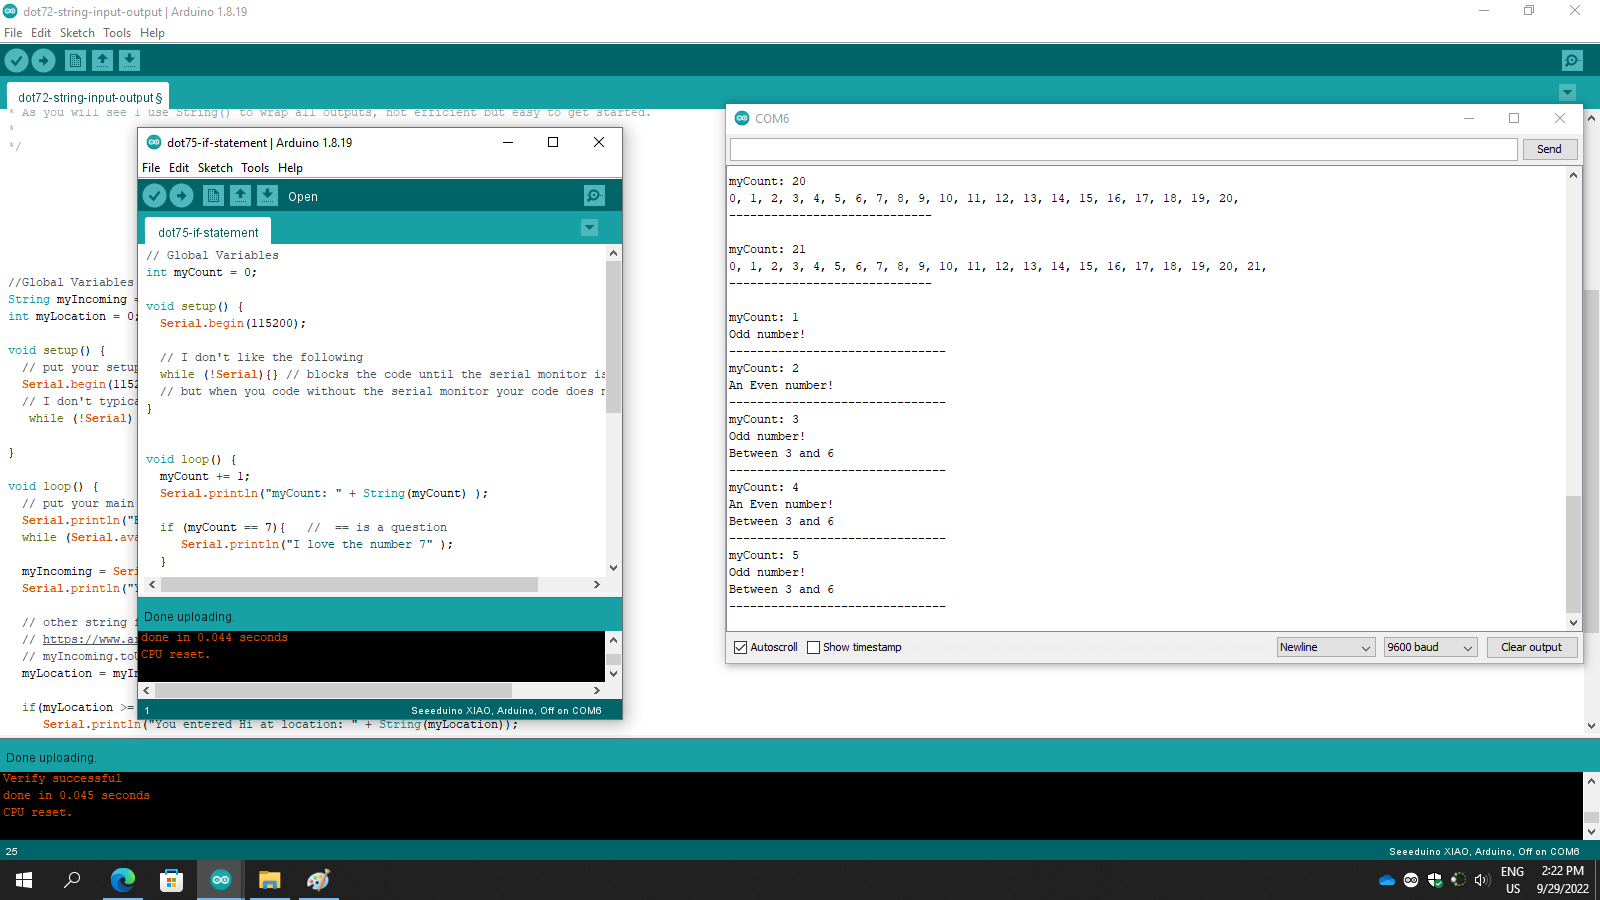 dot72-string-input-output | Arduino 1.8.19
File Edit Sketch Tools Help
dot72-string-input-output §
* As you will see I use String() to wrap all outputs, not efficient but easy to get started.
*
*/
//Global Variables
String myIncoming =
int myLocation = 0;
void setup() {
// put your setup
Serial.begin(1152
// I don't typica
while (!Serial)
}
void loop() {
// put your main
Serial.println("
while (Serial.ava
myIncoming = Seri
Serial.println("
// other string
// https://www.a
// myIncoming.to
myLocation = myI
if(myLocation >=
Serial.println("You entered Hi at location: " + String(myLocation));
Done uploading.
Verify successful
done in 0.045 seconds
CPU reset.
25
Seeeduino XIAO, Arduino, Off on COM6
dot75-if-statement | Arduino 1.8.19
File Edit Sketch Tools Help
Open
dot75-if-statement
// Global Variables
int myCount = 0;
void setup() {
Serial.begin(115200);
// I don't like the following
while (!Serial){} // blocks the code until the serial monitor is
// but when you code without the serial monitor your code does
}
void loop() {
myCount += 1;
Serial.println("myCount: " + String(myCount) );
if (myCount == 7){ // == is a question
Serial.println("I love the number 7" );
}
Done uploading.
done in 0.044 seconds
CPU reset.
1
Seeeduino XIAO, Arduino, Off on COM6
COM6
Send
myCount: 20
0, 1, 2, 3, 4, 5, 6, 7, 8, 9, 10, 11, 12, 13, 14, 15, 16, 17, 18, 19, 20,
-----------------------------
myCount: 21
0, 1, 2, 3, 4, 5, 6, 7, 8, 9, 10, 11, 12, 13, 14, 15, 16, 17, 18, 19, 20, 21,
-----------------------------
myCount: 1
Odd number!
-------------------------------
myCount: 2
An Even number!
-------------------------------
myCount: 3
Odd number!
Between 3 and 6
-------------------------------
myCount: 4
An Even number!
Between 3 and 6
-------------------------------
myCount: 5
Odd number!
Between 3 and 6
-------------------------------
Autoscroll Show timestamp
Newline
9600 baud
Clear output
ENG
US
2:22 PM
9/29/2022